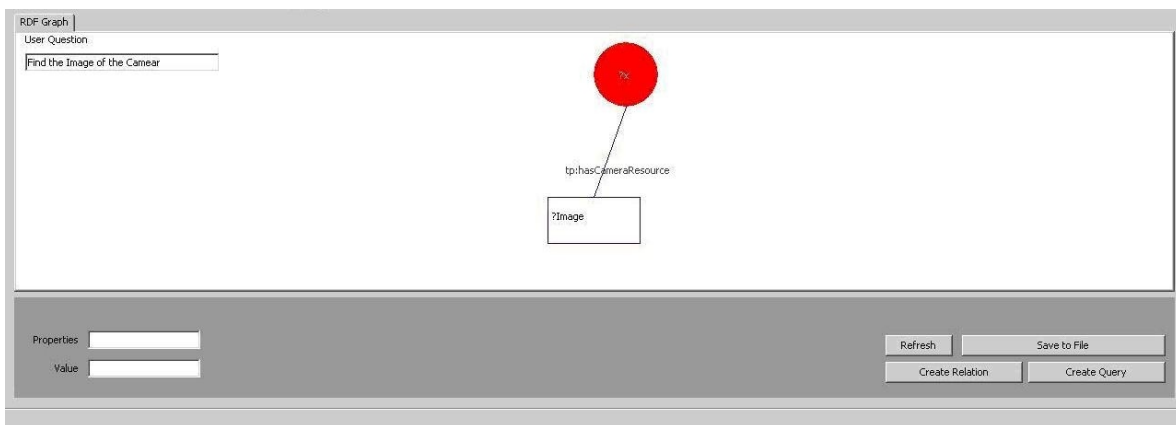 RDF Graph
User Question
Find the Image of the Camear
?x
tp:hasCameraResource
?Image
Properties
Value
Refresh
Save to File
Create Relation
Create Query